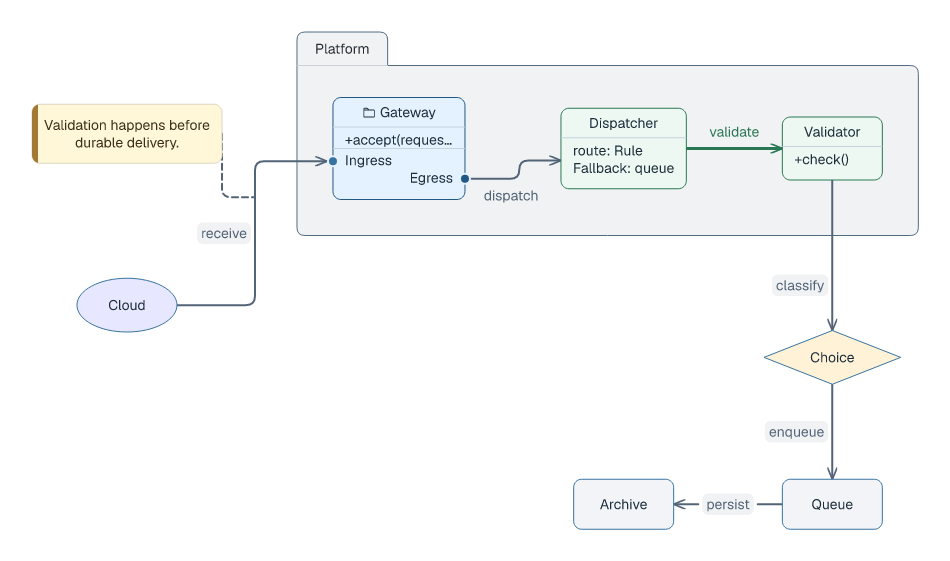 Platform
Validation happens before
durable delivery.
Gateway
+accept(reques...
Ingress
Egress
dispatch
Dispatcher
route: Rule
Fallback: queue
validate
Validator
+check()
receive
Cloud
classify
Choice
enqueue
Archive
persist
Queue